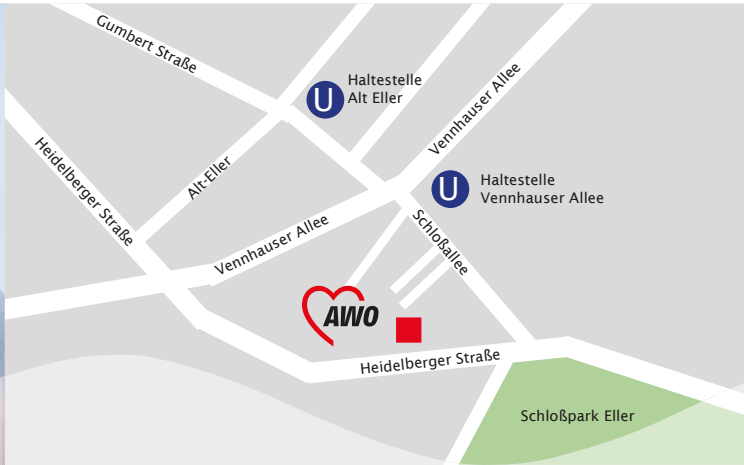 Gumbert Straße
U
Haltestelle
Alt Eller
Vennhauser Allee
Heidelberger Straße
Alt-Eller
U
Haltestelle
Vennhauser Allee
Vennhauser Allee
Schloßallee
AWO
Heidelberger Straße
Schloßpark Eller